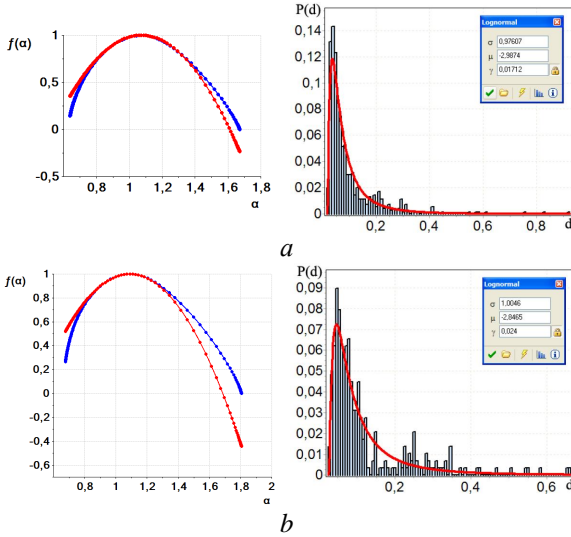 f(α)
1
0,5
0
-0,5
0,8
1
1,2
1,4
1,6
1,8
α
P(d)
0,14
0,12
0,1
0,08
0,06
0,04
0,02
0
0,2
0,4
0,6
0,8
d
Lognormal
σ 0,97607
μ -2,9874
γ 0,01712
a
f(α)
1
0,8
0,6
0,4
0,2
0
-0,2
-0,4
-0,6
0,8
1
1,2
1,4
1,6
1,8
2
α
P(d)
0,09
0,08
0,07
0,06
0,05
0,04
0,03
0,02
0,01
0
0,2
0,4
0,6
d
Lognormal
σ 1,0046
μ -2,8465
γ 0,024
b